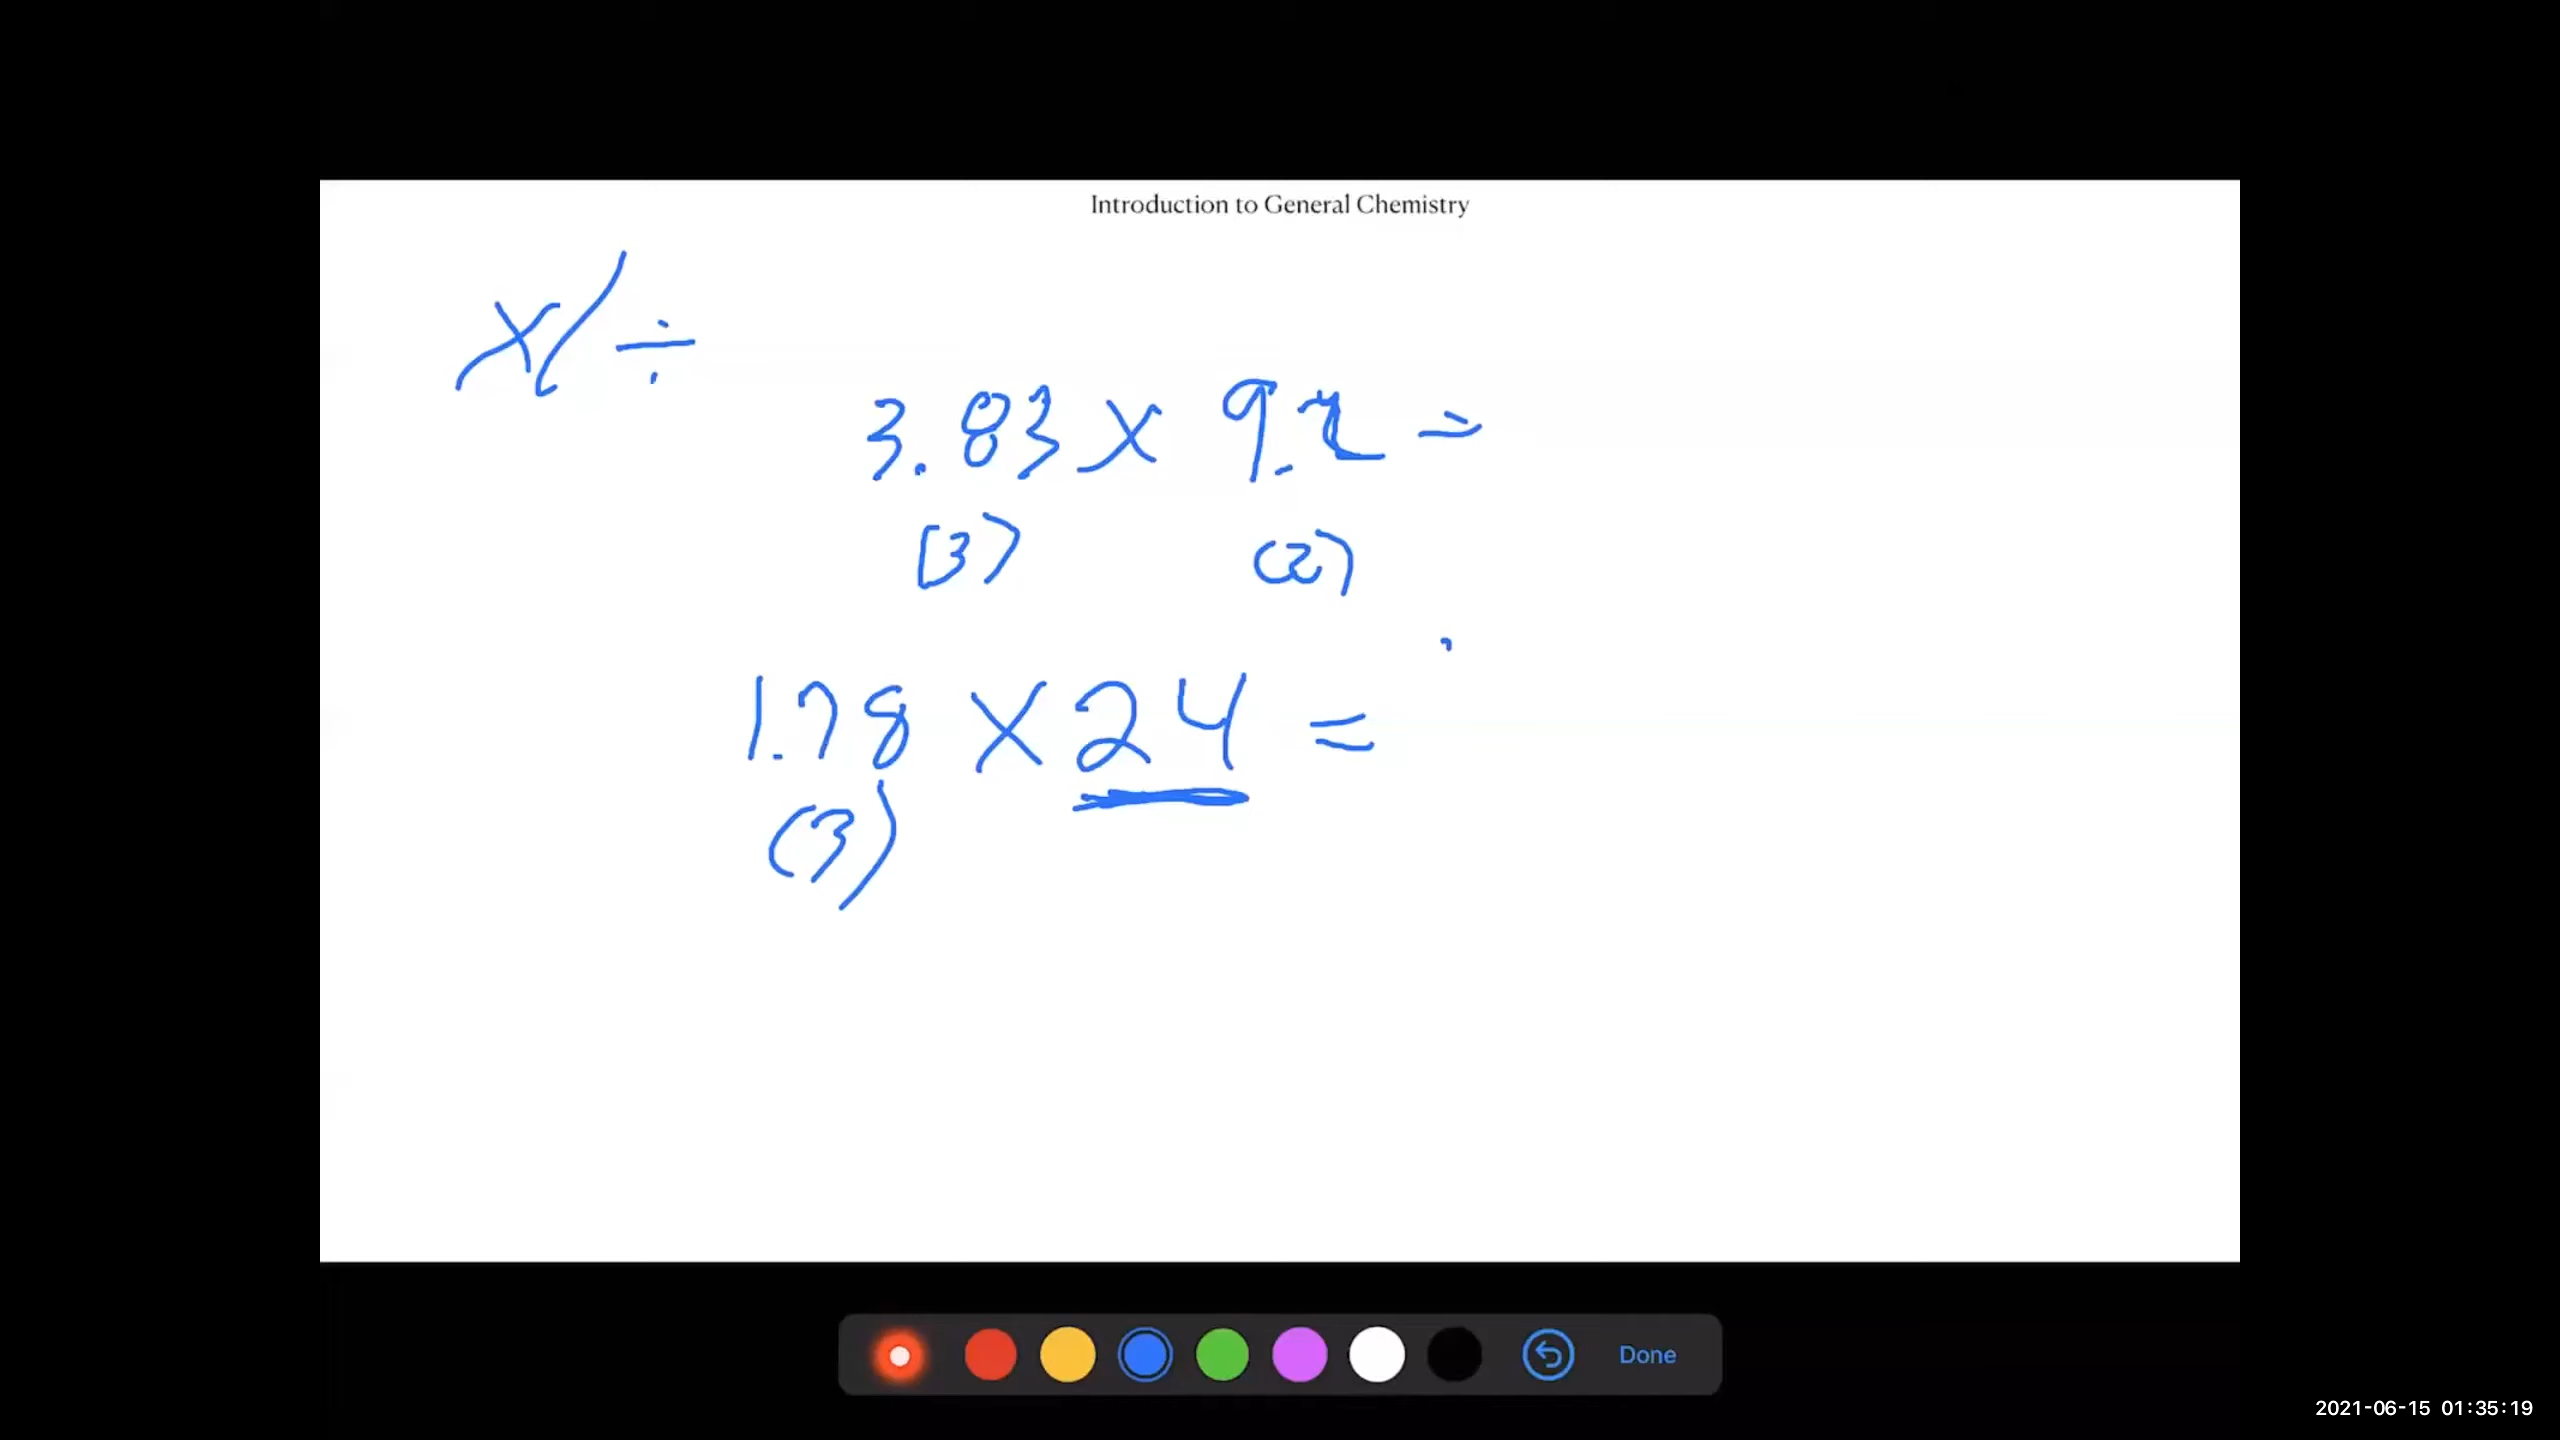 Introduction to General Chemistry
×/÷
3.83 × 9. =
(3) (2)
1.78 × 24 =
(3)
Done
2021-06-15 01:35:19